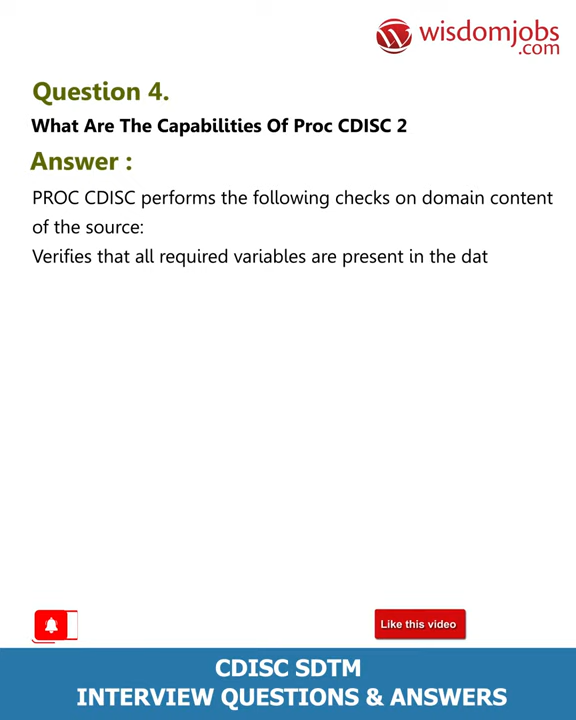 wisdomjobs
.com
Question 4.
What Are The Capabilities Of Proc CDISC 2
Answer :
PROC CDISC performs the following checks on domain content
of the source:
Verifies that all required variables are present in the dat
Like this video
CDISC SDTM
INTERVIEW QUESTIONS & ANSWERS